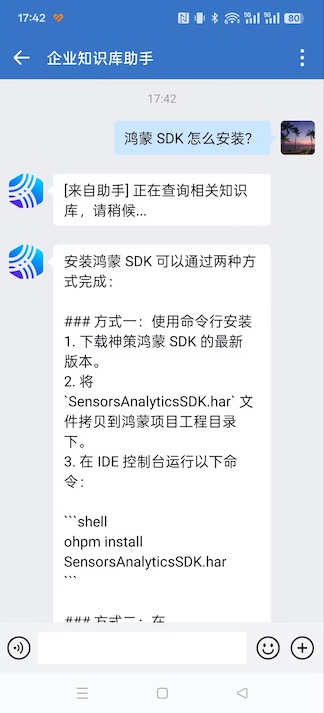 17:42
5G
5G
80
企业知识库助手
17:42
鸿蒙 SDK 怎么安装？
[来自助手] 正在查询相关知识
库，请稍候...
安装鸿蒙 SDK 可以通过两种方
式完成：
### 方式一：使用命令行安装
1. 下载神策鸿蒙 SDK 的最新
版本。
2. 将
`SensorsAnalyticsSDK.har` 文
件拷贝到鸿蒙项目工程目录
下。
3. 在 IDE 控制台运行以下命
令：
```shell
ohpm install
SensorsAnalyticsSDK.har
```
### 方式二：在